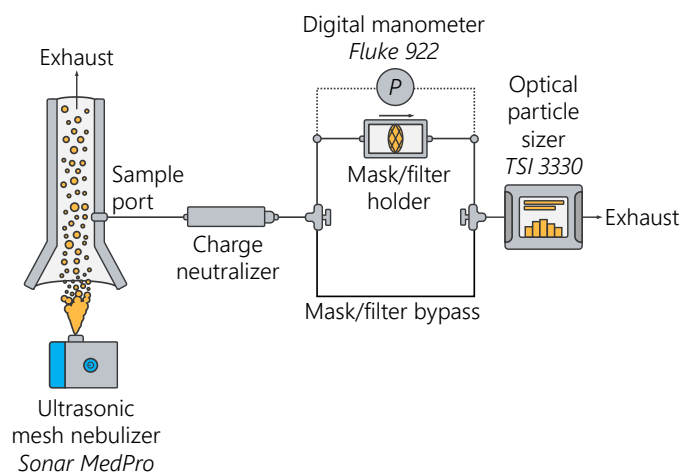 Digital manometer
Fluke 922
Exhaust
P
Optical
particle
sizer
TSI 3330
Sample
port
Mask/filter
holder
Charge
neutralizer
Exhaust
Mask/filter bypass
Ultrasonic
mesh nebulizer
Sonar MedPro